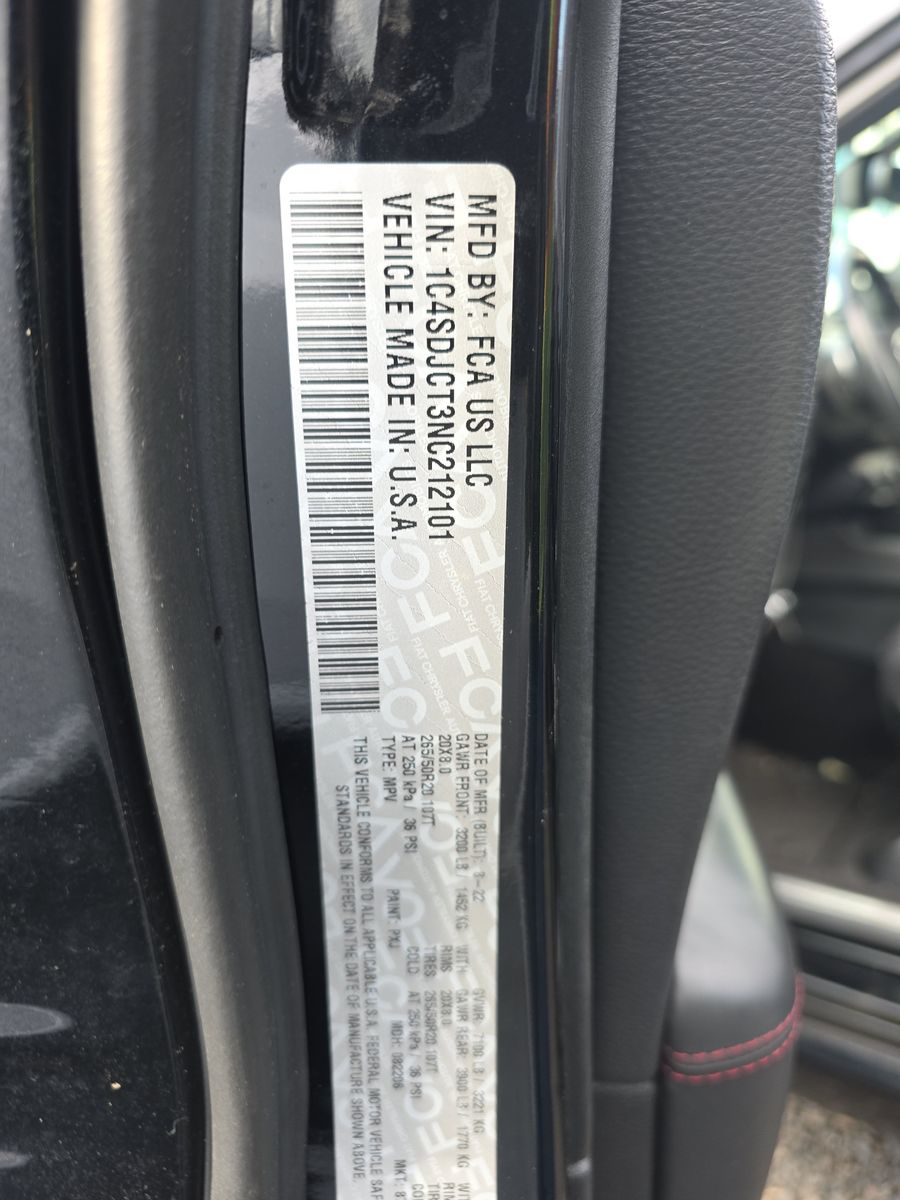 MFD BY: FCA US LLC
VIN: 1C4SDJCT3NC212101
VEHICLE MADE IN: U.S.A.
DATE OF MFR (BUILT): 8-22 GVWR: 7100 LB / 3221 KG
GAWR FRONT: 3200 LB / 1452 KG WITH GAWR REAR: 3900 LB / 1770 KG
20X8.0 RIMS 20X8.0
265/50R20 107T TIRES 265/50R20 107T
AT 250 kPa / 36 PSI COLD AT 250 kPa / 36 PSI
TYPE: MPV PAINT: PXJ MDH: 082206 MKT:
THIS VEHICLE CONFORMS TO ALL APPLICABLE U.S.A. FEDERAL MOTOR VEHICLE
STANDARDS IN EFFECT ON THE DATE OF MANUFACTURE SHOWN ABOVE.